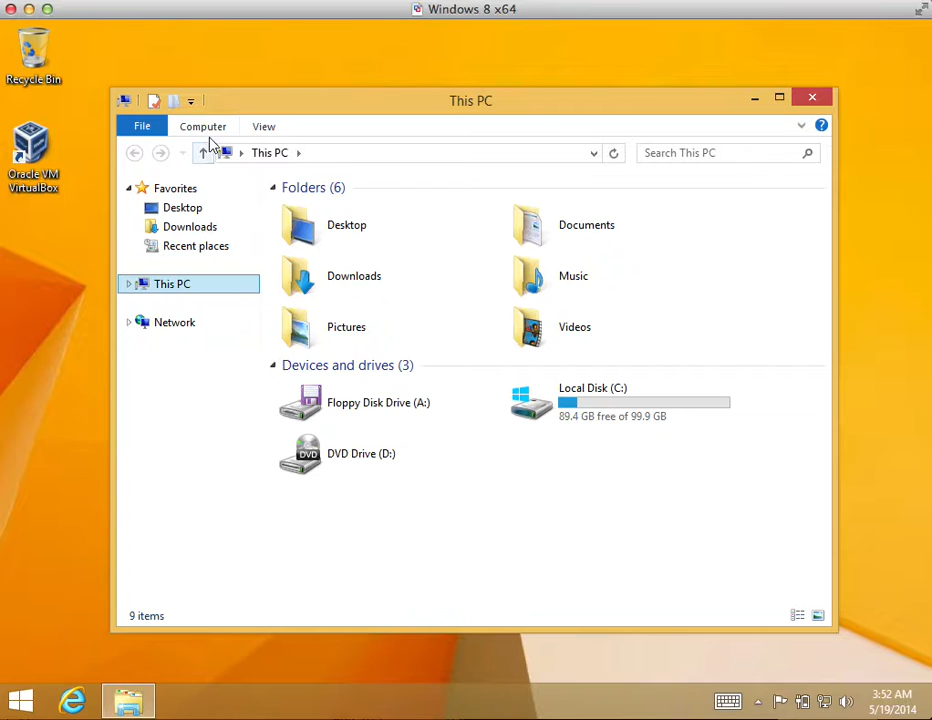 Windows 8 x64
Recycle Bin
Oracle VM
VirtualBox
This PC
File
Computer
View
This PC
Search This PC
Favorites
Desktop
Downloads
Recent places
This PC
Network
Folders (6)
Desktop
Documents
Downloads
Music
Pictures
Videos
Devices and drives (3)
Floppy Disk Drive (A:)
Local Disk (C:)
89.4 GB free of 99.9 GB
DVD
DVD Drive (D:)
9 items
3:52 AM
5/19/2014